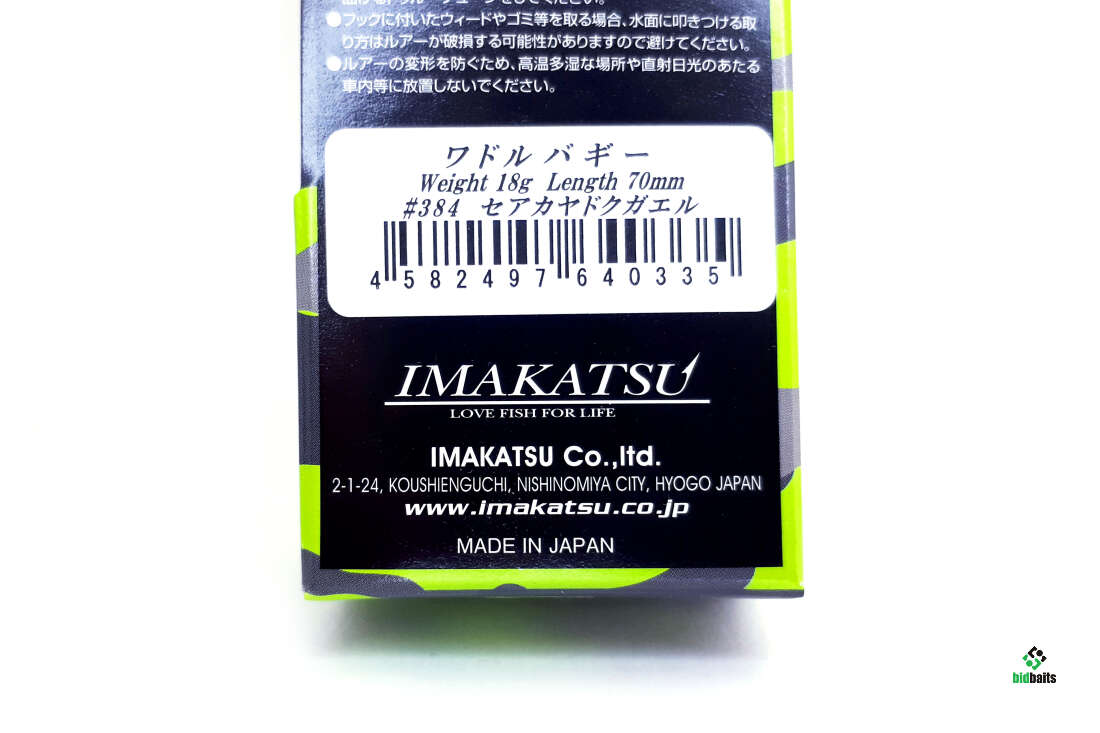 ●フックに付いたウィードやゴミ等を取る場合、水面に叩きつける取
り方はルアーが破損する可能性がありますので避けてください。
●ルアーの変形を防ぐため、高温多湿な場所や直射日光のあたる
車内等に放置しないでください。
ワドルバギー
Weight 18g Length 70mm
#384 セアカヤドクガエル
4 582497 640335
IMAKATSU
LOVE FISH FOR LIFE
IMAKATSU Co.,ltd.
2-1-24, KOUSHIENGUCHI, NISHINOMIYA CITY, HYOGO JAPAN
www.imakatsu.co.jp
MADE IN JAPAN
bidbaits